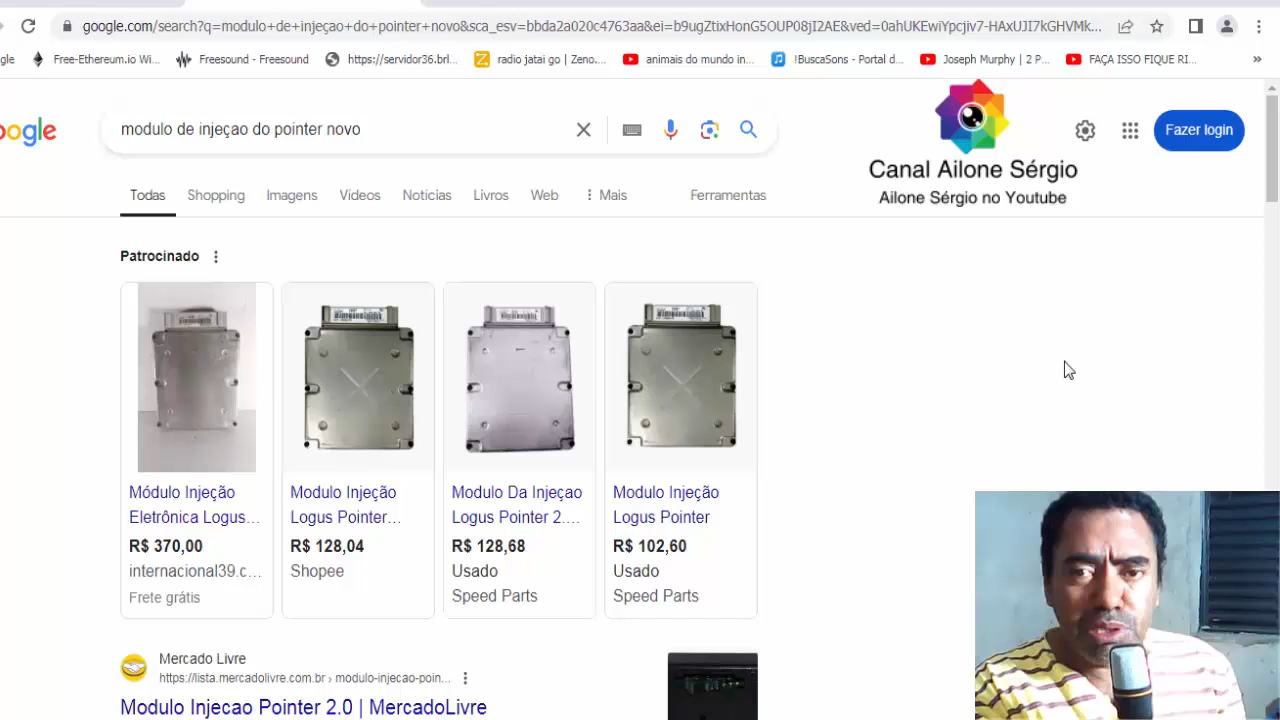 google.com/search?q=modulo+de+injeçao+do+pointer+novo&sca_esv=bbda2a020c4763aa&ei=b9ugZtixHonG5OUP08jI2AE&ved=0ahUKEwiYpcjiv7-HAxUJI7kGHVMk...
gle
Free-Ethereum.io Wi...
Freesound - Freesound
https://servidor36.brl...
radio jatai go | Zeno....
animais do mundo in...
!BuscaSons - Portal d...
Joseph Murphy | 2 P...
FAÇA ISSO FIQUE RI...
»
ogle
modulo de injeçao do pointer novo
Fazer login
Canal Ailone Sérgio
Ailone Sérgio no Youtube
Todas
Shopping
Imagens
Vídeos
Notícias
Livros
Web
Mais
Ferramentas
Patrocinado
Módulo Injeção
Eletrônica Logus...
R$ 370,00
internacional39.c...
Frete grátis
Modulo Injeção
Logus Pointer...
R$ 128,04
Shopee
Modulo Da Injeçao
Logus Pointer 2....
R$ 128,68
Usado
Speed Parts
Modulo Injeção
Logus Pointer
R$ 102,60
Usado
Speed Parts
Mercado Livre
https://lista.mercadolivre.com.br › modulo-injecao-poin...
Modulo Injecao Pointer 2.0 | MercadoLivre